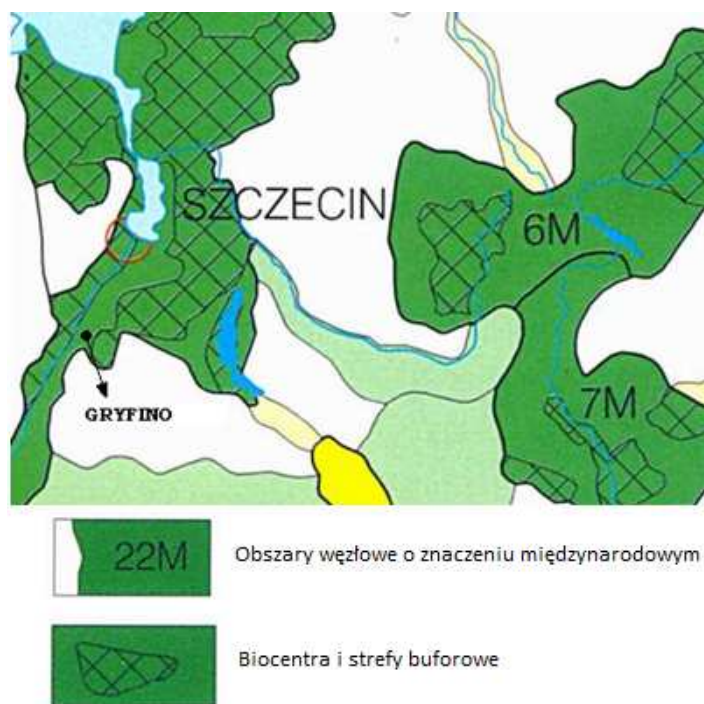 SZCZECIN
6M
7M
GRYFINO
22M
Obszary węzłowe o znaczeniu międzynarodowym
Biocentra i strefy buforowe